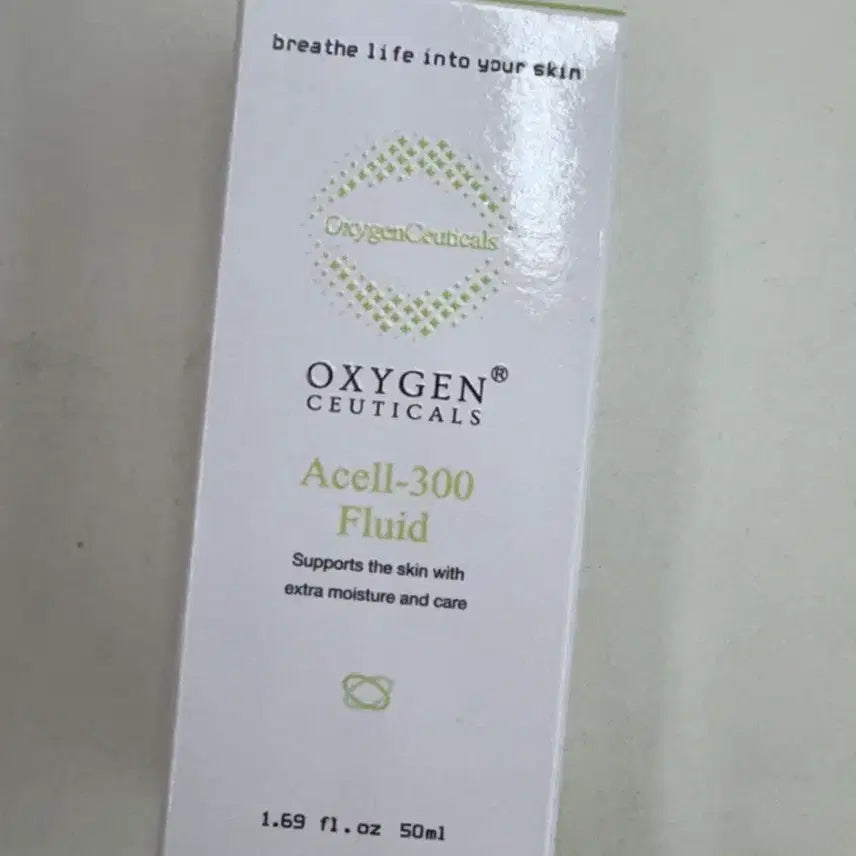 breathe life into your skin
OxygenCeuticals
OXYGEN®
CEUTICALS
Acell-300
Fluid
Supports the skin with
extra moisture and care
1.69 fl.oz 50ml